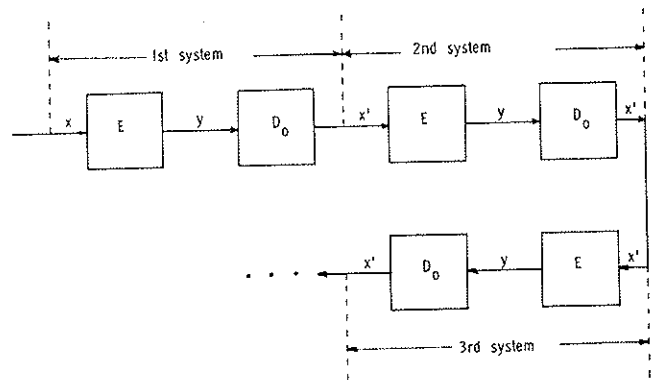 1st system
2nd system
x E y D₀ x' E y D₀ x'
x' D₀ y E x'
3rd system